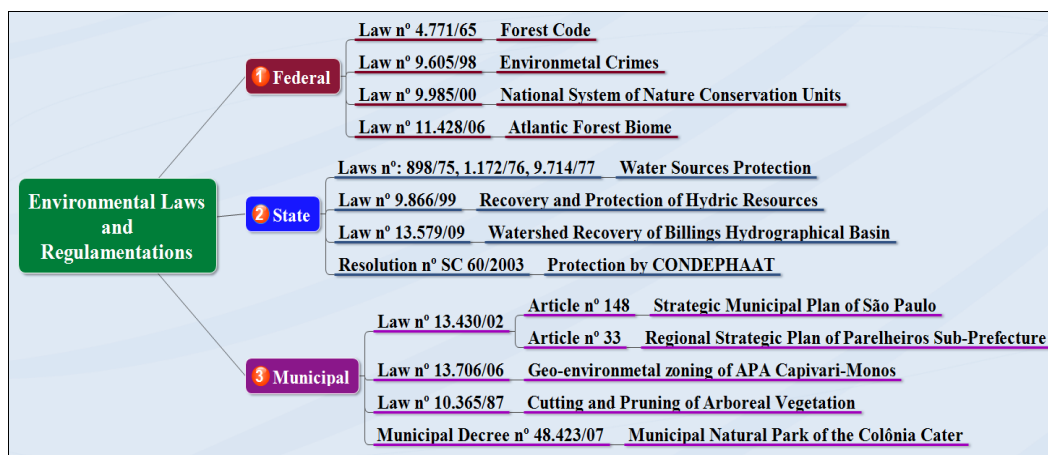 Environmental Laws
and
Regulamentations
1 Federal
Law nº 4.771/65 Forest Code
Law nº 9.605/98 Environmetal Crimes
Law nº 9.985/00 National System of Nature Conservation Units
Law nº 11.428/06 Atlantic Forest Biome
2 State
Laws nº: 898/75, 1.172/76, 9.714/77 Water Sources Protection
Law nº 9.866/99 Recovery and Protection of Hydric Resources
Law nº 13.579/09 Watershed Recovery of Billings Hydrographical Basin
Resolution nº SC 60/2003 Protection by CONDEPHAAT
3 Municipal
Law nº 13.430/02
Article nº 148 Strategic Municipal Plan of São Paulo
Article nº 33 Regional Strategic Plan of Parelheiros Sub-Prefecture
Law nº 13.706/06 Geo-environmetal zoning of APA Capivari-Monos
Law nº 10.365/87 Cutting and Pruning of Arboreal Vegetation
Municipal Decree nº 48.423/07 Municipal Natural Park of the Colônia Cater